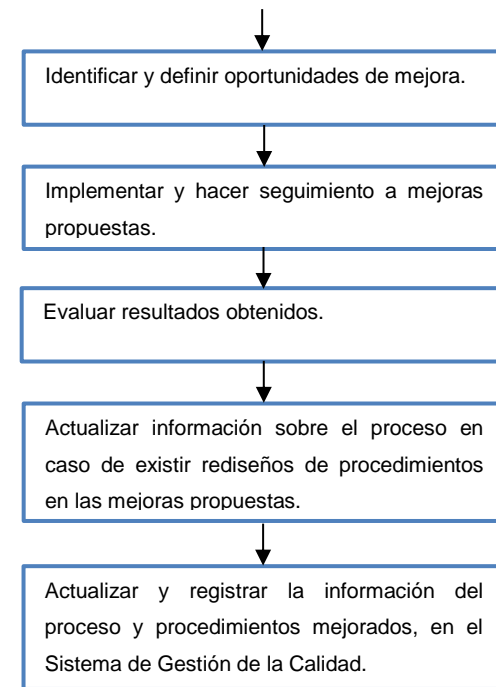 Identificar y definir oportunidades de mejora.
Implementar y hacer seguimiento a mejoras
propuestas.
Evaluar resultados obtenidos.
Actualizar información sobre el proceso en
caso de existir rediseños de procedimientos
en las mejoras propuestas.
Actualizar y registrar la información del
proceso y procedimientos mejorados, en el
Sistema de Gestión de la Calidad.